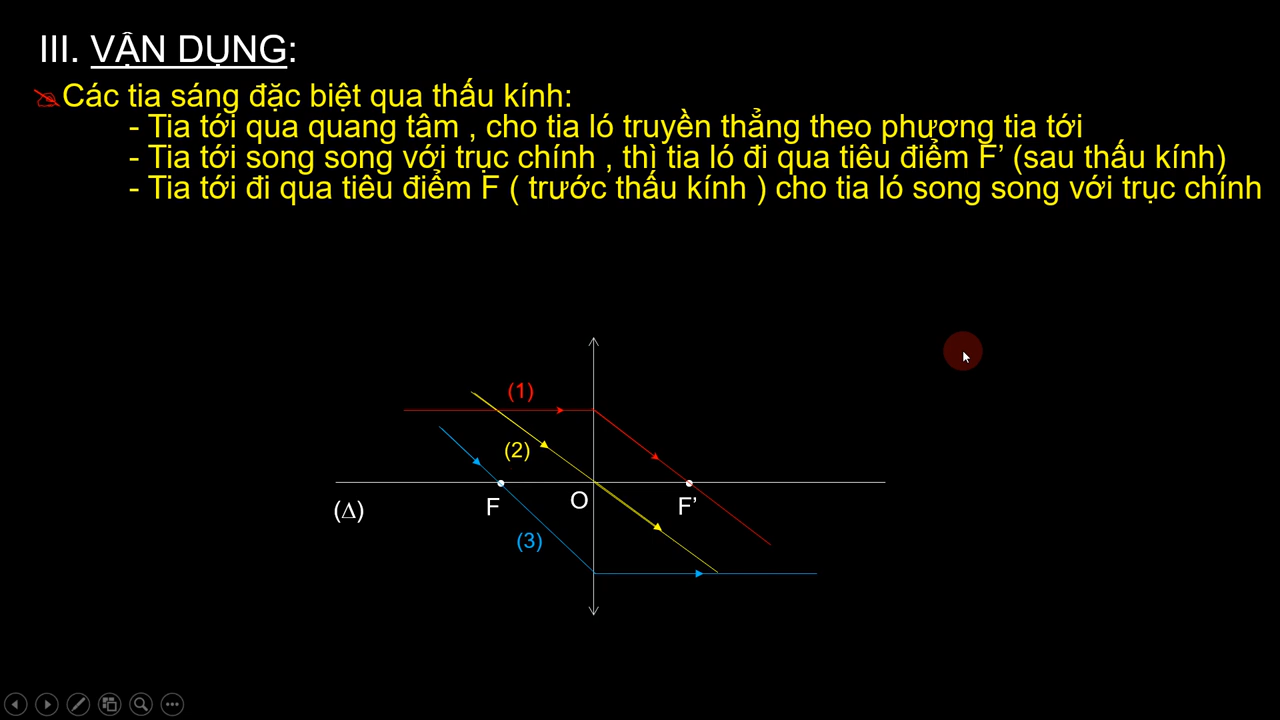 III. VẬN DỤNG:
Các tia sáng đặc biệt qua thấu kính:
- Tia tới qua quang tâm , cho tia ló truyền thẳng theo phương tia tới
- Tia tới song song với trục chính , thì tia ló đi qua tiêu điểm F’ (sau thấu kính)
- Tia tới đi qua tiêu điểm F ( trước thấu kính ) cho tia ló song song với trục chính
(1)
(2)
F
O
F’
(Δ)
(3)